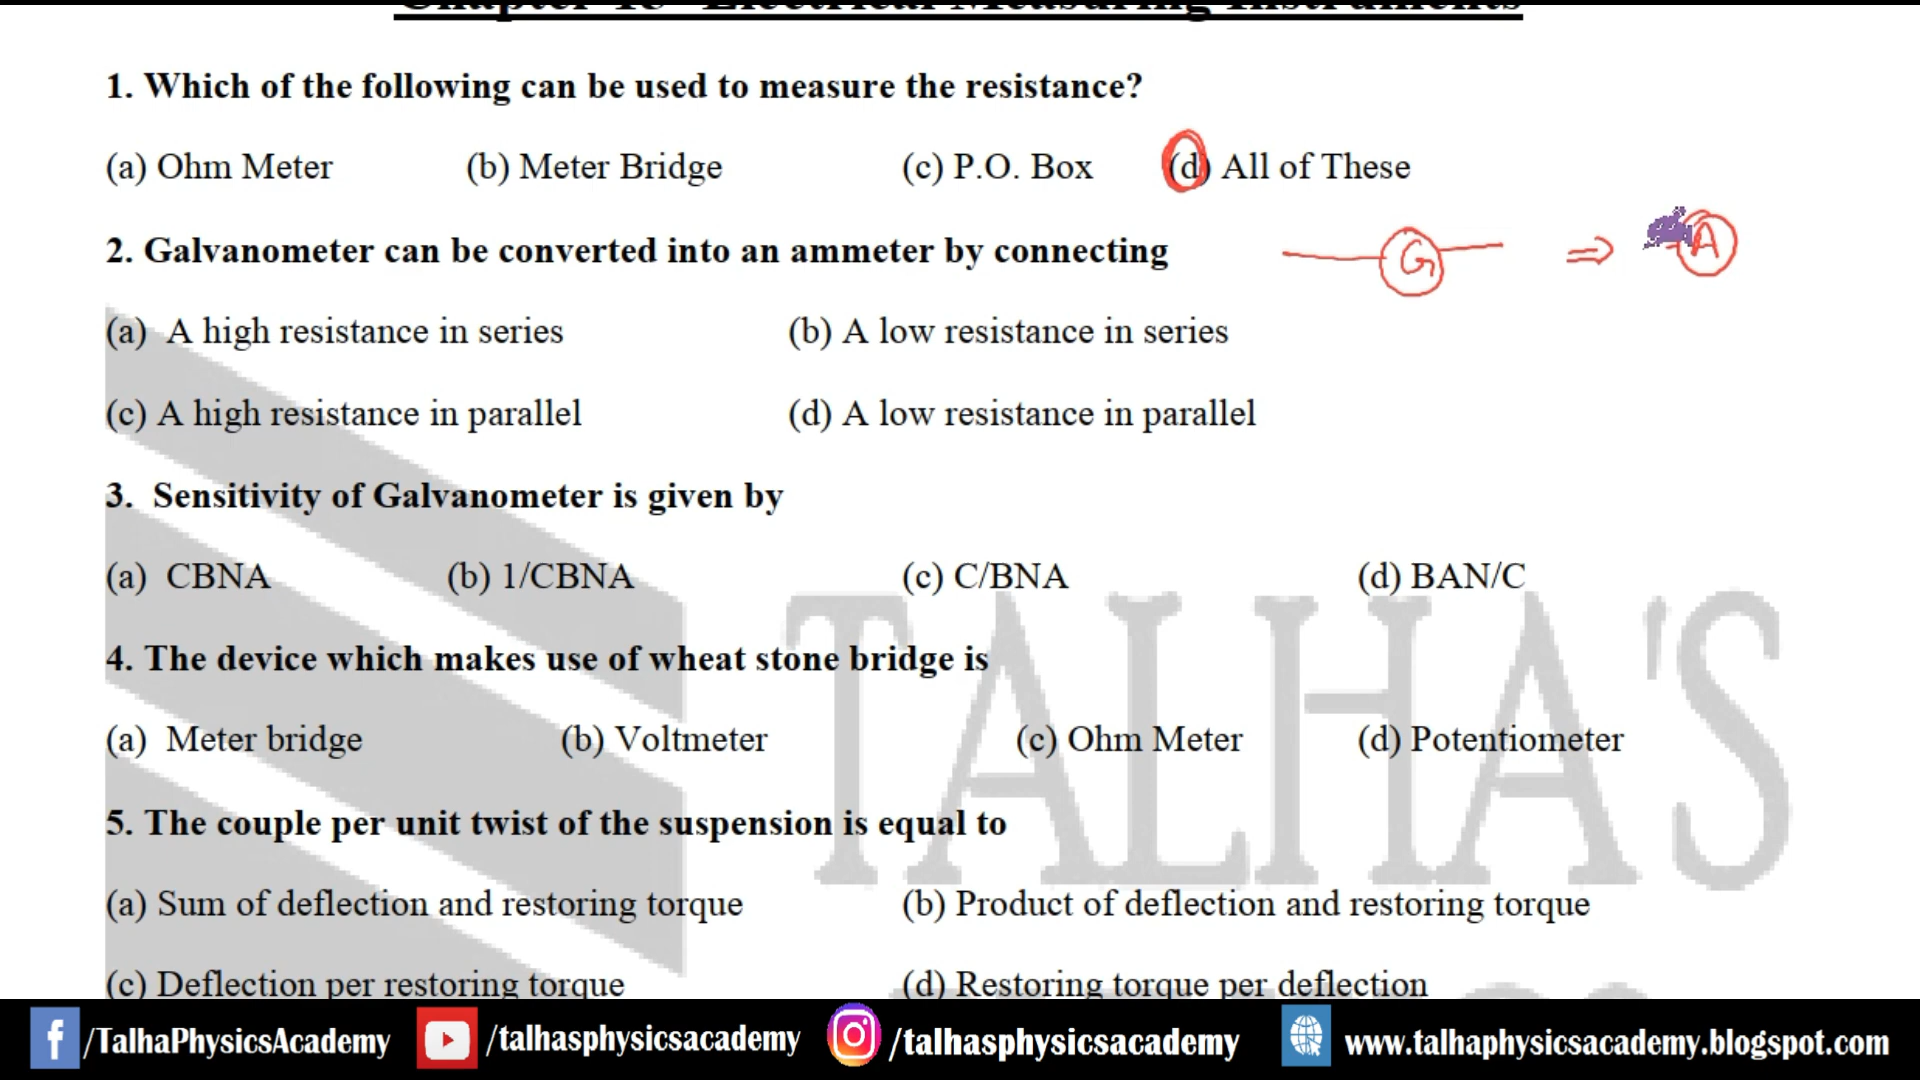 Chapter 15 Electrical Measuring Instruments
1. Which of the following can be used to measure the resistance?
(a) Ohm Meter (b) Meter Bridge (c) P.O. Box (d) All of These
2. Galvanometer can be converted into an ammeter by connecting G ⇒ A
(a) A high resistance in series (b) A low resistance in series
(c) A high resistance in parallel (d) A low resistance in parallel
3. Sensitivity of Galvanometer is given by
(a) CBNA (b) 1/CBNA (c) C/BNA (d) BAN/C
4. The device which makes use of wheat stone bridge is
(a) Meter bridge (b) Voltmeter (c) Ohm Meter (d) Potentiometer
5. The couple per unit twist of the suspension is equal to
(a) Sum of deflection and restoring torque (b) Product of deflection and restoring torque
(c) Deflection per restoring torque (d) Restoring torque per deflection
TALHA'S
/TalhaPhysicsAcademy /talhasphysicsacademy /talhasphysicsacademy www.talhaphysicsacademy.blogspot.com